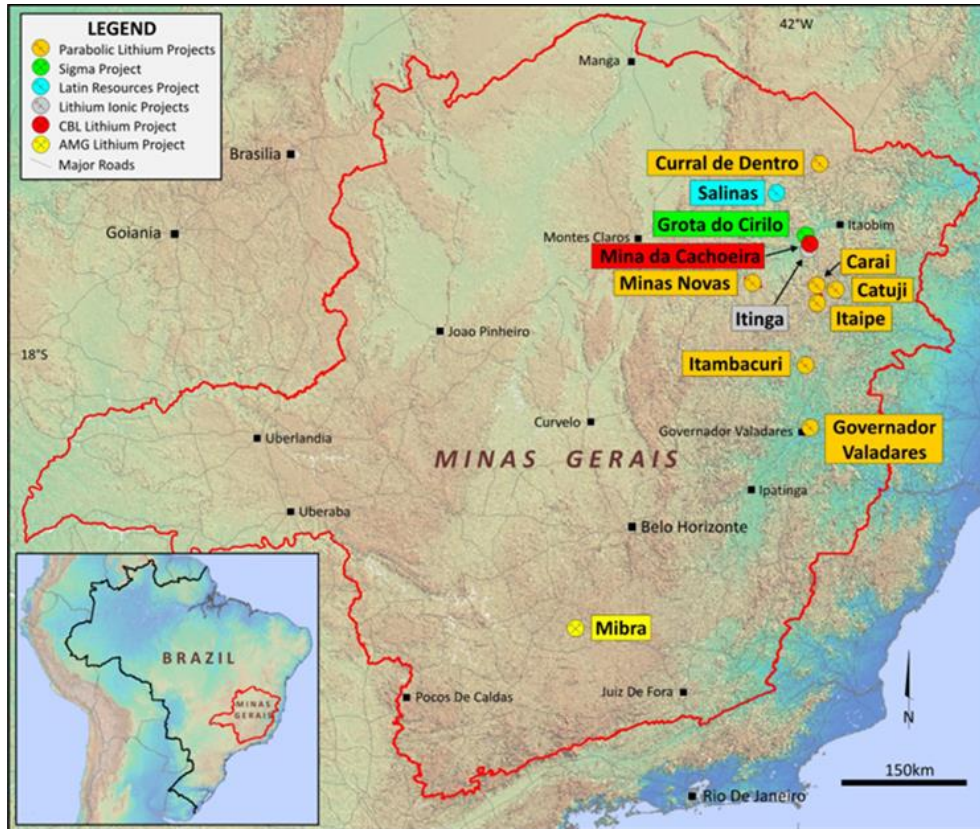 LEGEND
Parabolic Lithium Projects
Sigma Project
Latin Resources Project
Lithium Ionic Projects
CBL Lithium Project
AMG Lithium Project
Major Roads
42°W
Manga
Brasilia
Curral de Dentro
Salinas
Goiania
Grota do Cirilo
Itaobim
Montes Claros
Mina da Cachoeira
Carai
Minas Novas
Catuji
Itinga
Itaipe
Joao Pinheiro
18°S
Itambacuri
Curvelo
Governador Valadares
Governador
Valadares
Uberlandia
MINAS GERAIS
Ipatinga
Uberaba
Belo Horizonte
Mibra
BRAZIL
MINAS
GERAIS
Pocos De Caldas
Juiz De Fora
N
150km
Rio De Janeiro